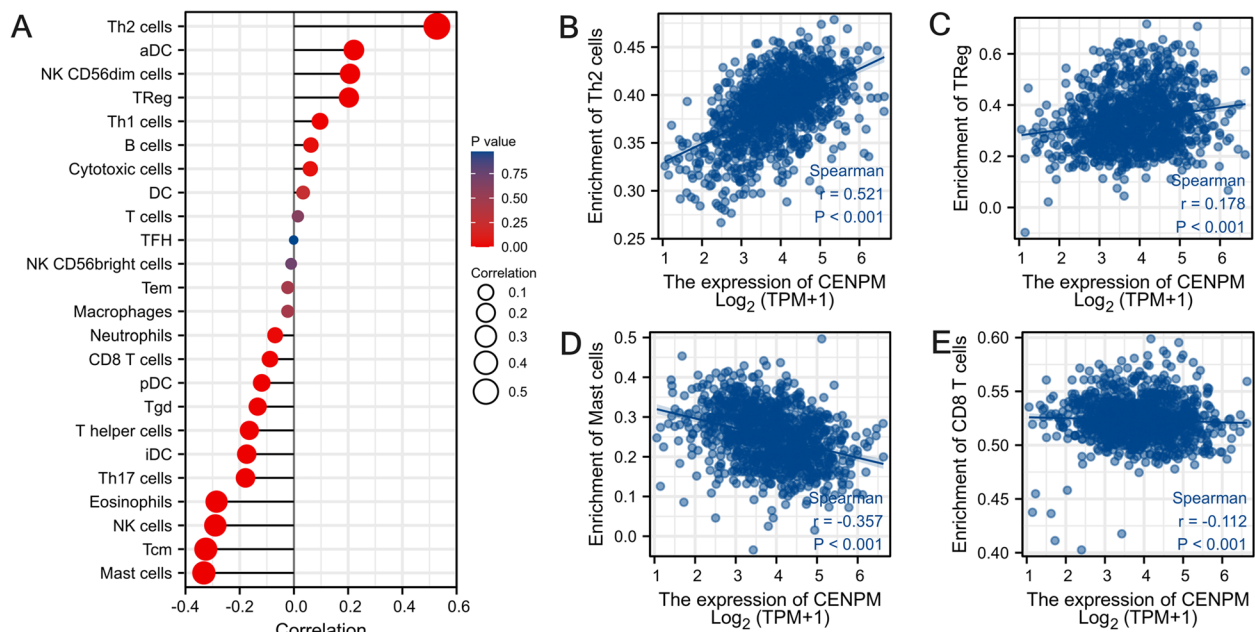 A
Th2 cells
aDC
NK CD56dim cells
TReg
Th1 cells
B cells
Cytotoxic cells
DC
T cells
TFH
NK CD56bright cells
Tem
Macrophages
Neutrophils
CD8 T cells
pDC
Tgd
T helper cells
iDC
Th17 cells
Eosinophils
NK cells
Tcm
Mast cells
-0.4 -0.2 0.0 0.2 0.4 0.6
Correlation
P value
0.75
0.50
0.25
0.00
Correlation
0.1
0.2
0.3
0.4
0.5
B
Enrichment of Th2 cells
0.45
0.40
0.35
0.30
0.25
Spearman
r = 0.521
P < 0.001
1 2 3 4 5 6
The expression of CENPM
Log₂ (TPM+1)
C
Enrichment of TReg
0.6
0.4
0.2
0.0
Spearman
r = 0.178
P < 0.001
1 2 3 4 5 6
The expression of CENPM
Log₂ (TPM+1)
D
Enrichment of Mast cells
0.5
0.4
0.3
0.2
0.1
0.0
Spearman
r = -0.357
P < 0.001
1 2 3 4 5 6
The expression of CENPM
Log₂ (TPM+1)
E
Enrichment of CD8 T cells
0.60
0.55
0.50
0.45
0.40
Spearman
r = -0.112
P < 0.001
1 2 3 4 5 6
The expression of CENPM
Log₂ (TPM+1)